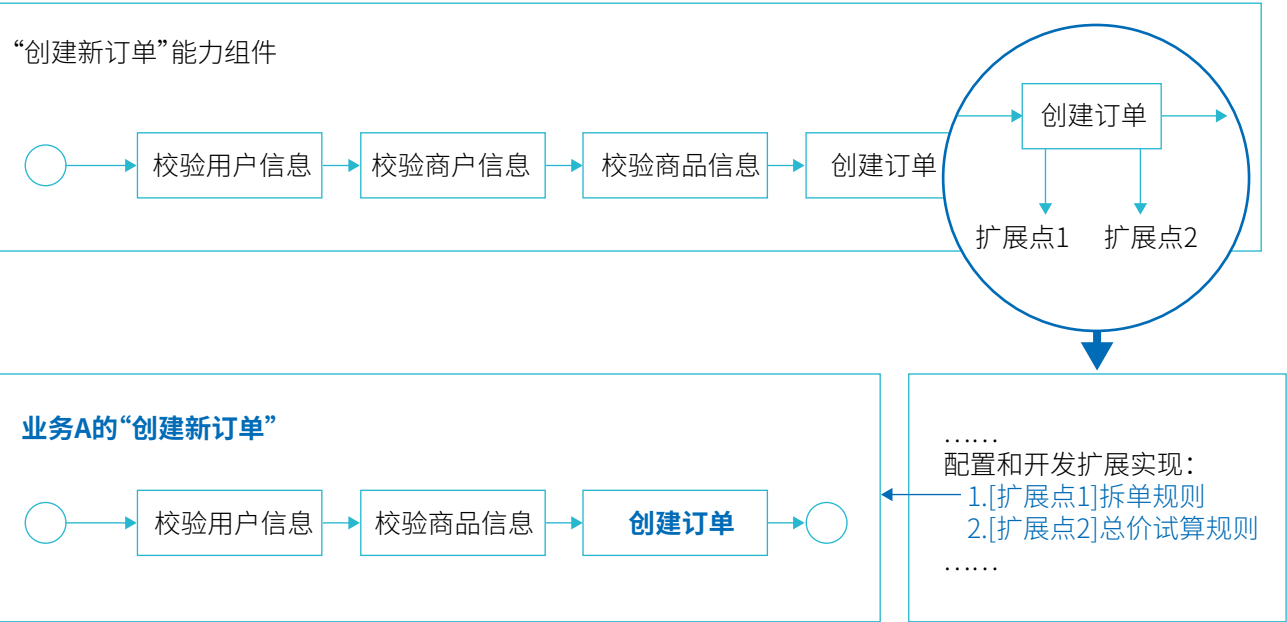 “创建新订单”能力组件
校验用户信息
校验商户信息
校验商品信息
创建订单
创建订单
扩展点1
扩展点2
业务A的“创建新订单”
校验用户信息
校验商品信息
创建订单
……
配置和开发扩展实现：
1.[扩展点1]拆单规则
2.[扩展点2]总价试算规则
……